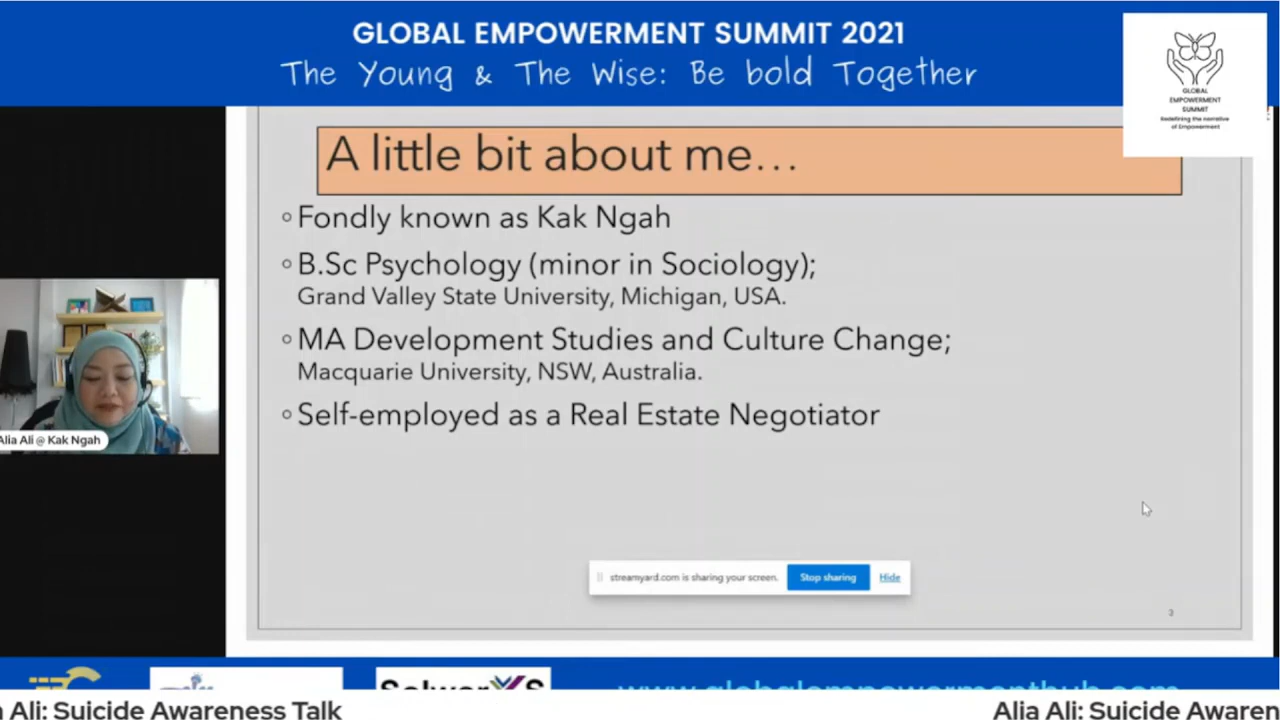 GLOBAL EMPOWERMENT SUMMIT 2021
The Young & The Wise: Be bold Together
GLOBAL
EMPOWERMENT
SUMMIT
Redefining the narrative
of Empowerment
A little bit about me...
Fondly known as Kak Ngah
B.Sc Psychology (minor in Sociology);
Grand Valley State University, Michigan, USA.
MA Development Studies and Culture Change;
Macquarie University, NSW, Australia.
Self-employed as a Real Estate Negotiator
Alia Ali @ Kak Ngah
streamyard.com is sharing your screen. Stop sharing Hide
3
www.globalempowermenthub.com
Ali: Suicide Awareness Talk
Alia Ali: Suicide Awaren